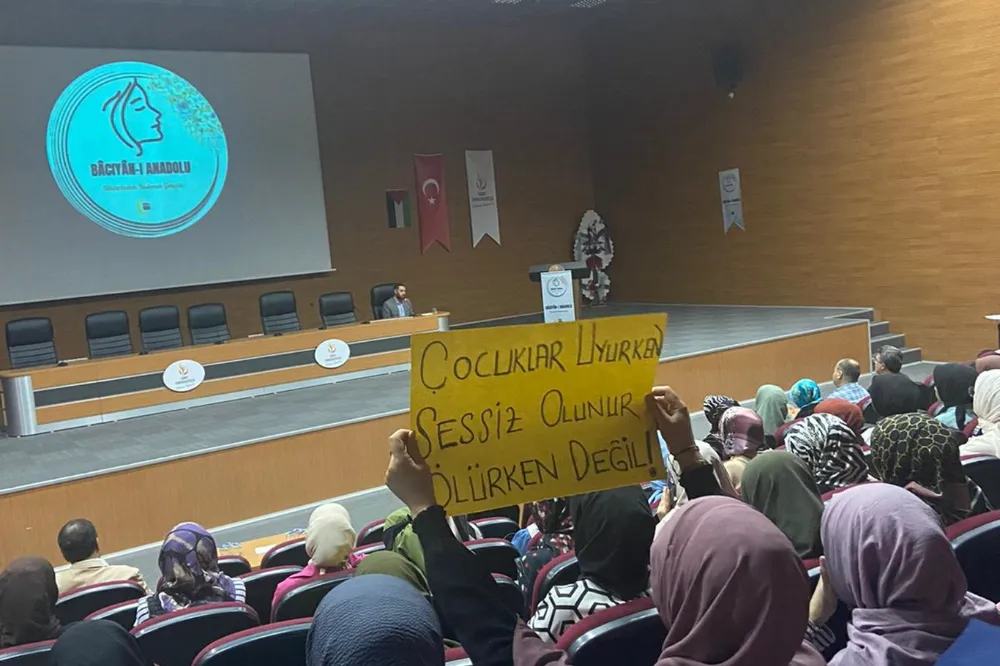 BÂCIYÂN-I ANADOLU
ÇOCUKLAR UYURKEN
SESSİZ OLUNUR
ÖLÜRKEN DEĞİL!